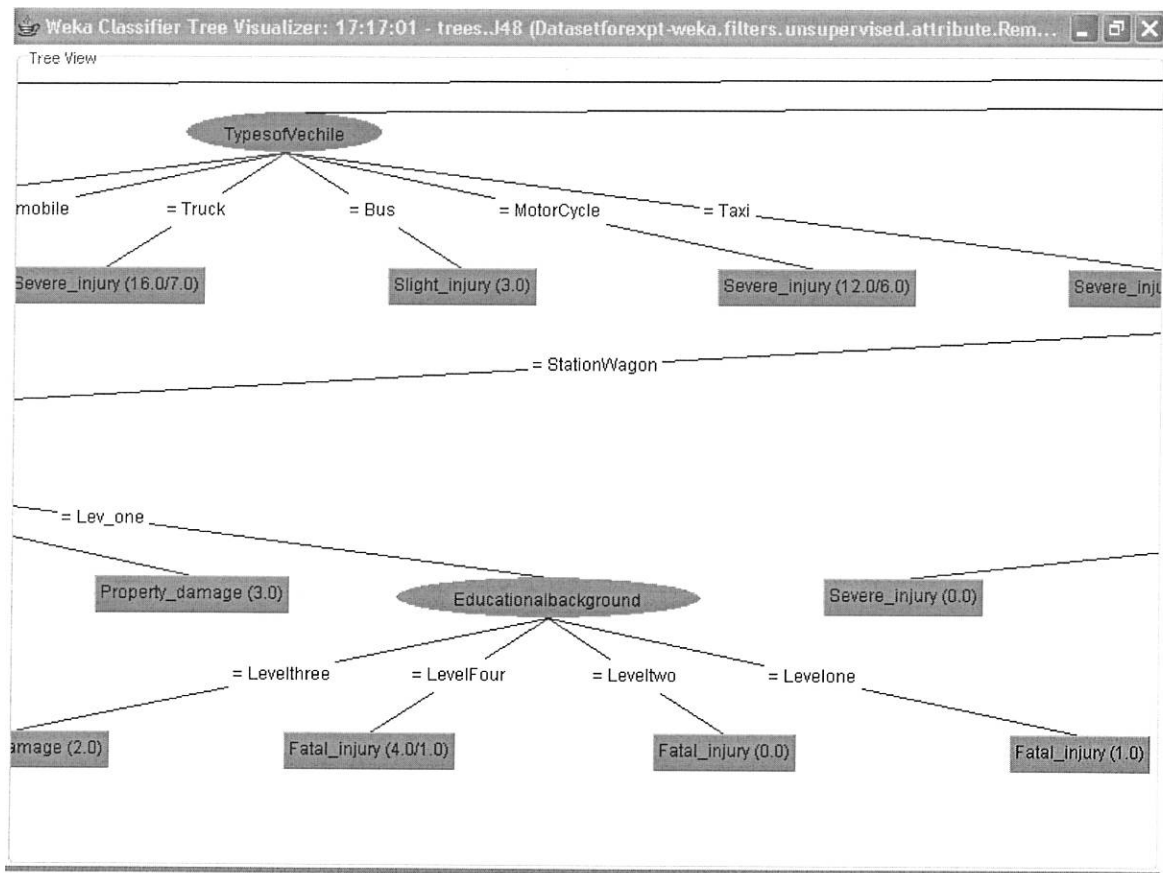 Weka Classifier Tree Visualizer: 17:17:01 - trees.J48 (Datasetforexpt-weka.filters.unsupervised.attribute.Rem...
Tree View
TypesofVechile
mobile = Truck = Bus = MotorCycle = Taxi
Severe_injury (16.0/7.0) Slight_injury (3.0) Severe_injury (12.0/6.0) Severe_inju
= StationWagon
= Lev_one
Property_damage (3.0) Educationalbackground Severe_injury (0.0)
= Levelthree = LevelFour = Leveltwo = Levelone
amage (2.0) Fatal_injury (4.0/1.0) Fatal_injury (0.0) Fatal_injury (1.0)